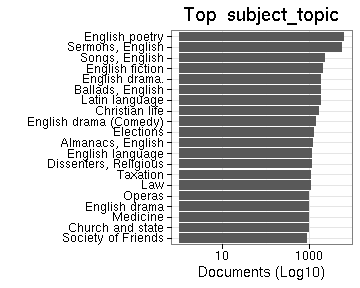 Top subject_topic
English poetry
Sermons, English
Songs, English
English fiction
English drama.
Ballads, English
Latin language
Christian life
English drama (Comedy)
Elections
Almanacs, English
English language
Dissenters, Religious
Taxation
Law
Operas
English drama
Medicine
Church and state
Society of Friends
10 1000
Documents (Log10)